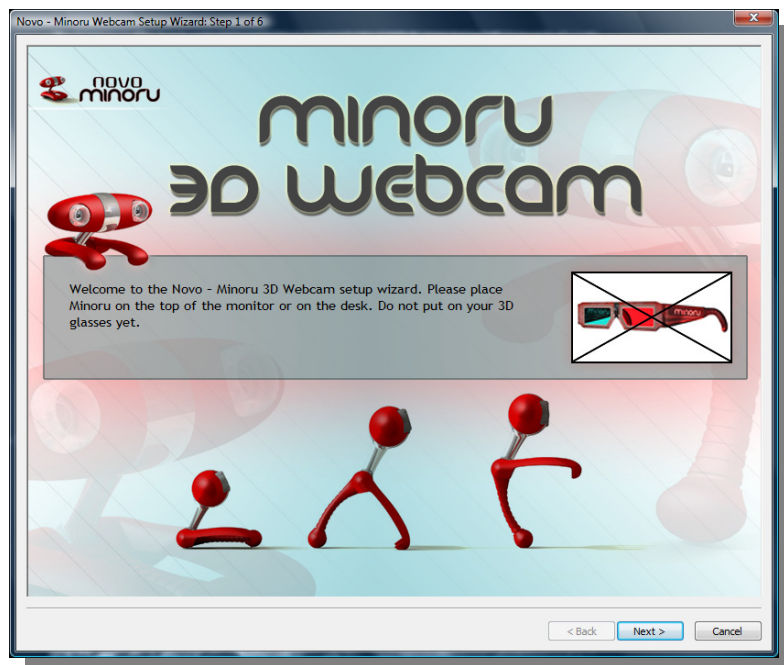 Novo - Minoru Webcam Setup Wizard: Step 1 of 6
novo
minoru
minoru
3D webcam
Welcome to the Novo - Minoru 3D Webcam setup wizard. Please place
Minoru on the top of the monitor or on the desk. Do not put on your 3D
glasses yet.
minoru minoru
< Back Next > Cancel